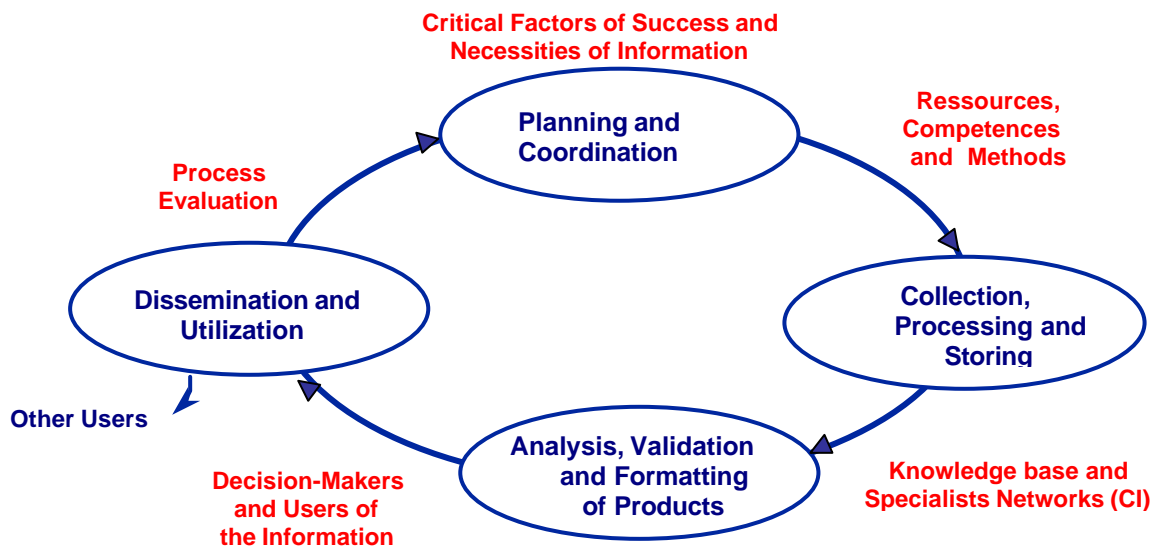 Critical Factors of Success and
Necessities of Information
Planning and
Coordination
Ressources,
Competences
and Methods
Process
Evaluation
Dissemination and
Utilization
Collection,
Processing and
Storing
Other Users
Analysis, Validation
and Formatting
of Products
Decision-Makers
and Users of
the Information
Knowledge base and
Specialists Networks (CI)